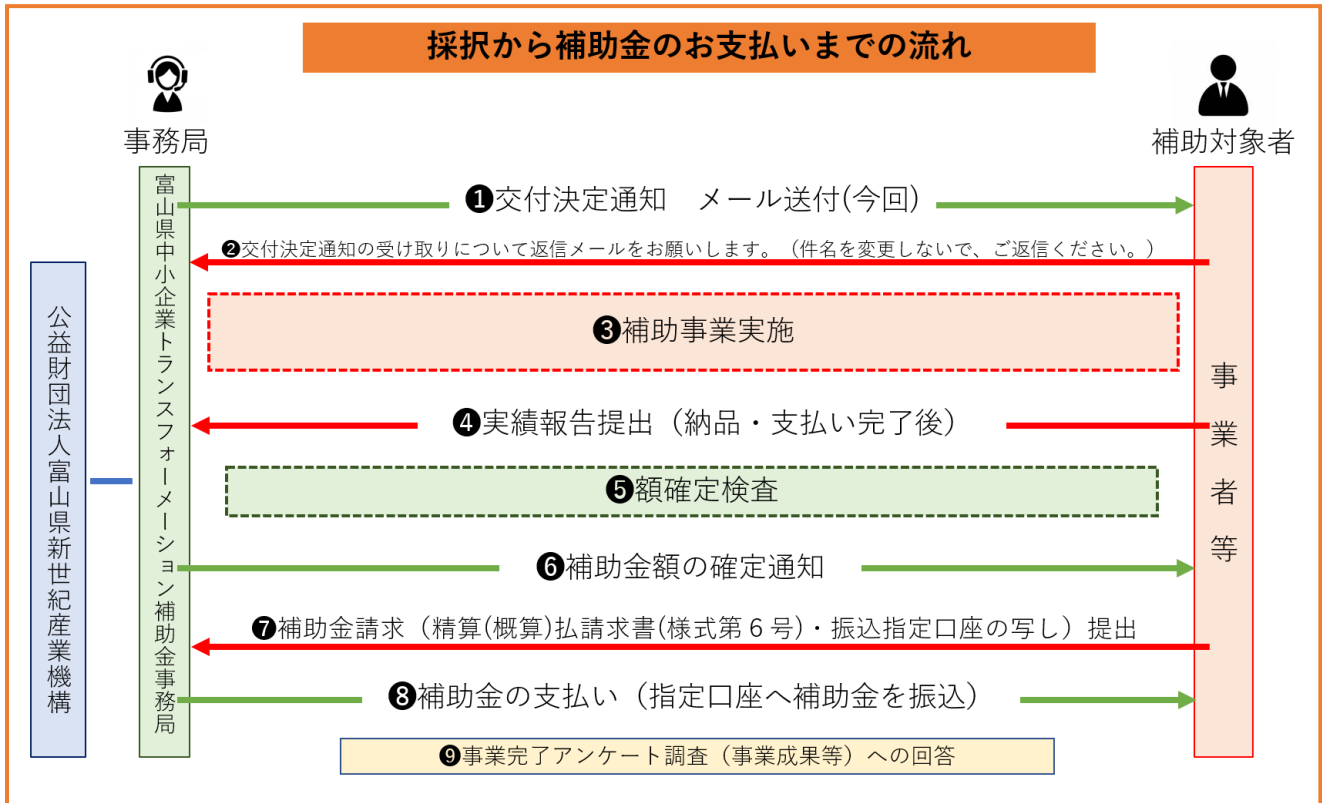 採択から補助金のお支払いまでの流れ
事務局
補助対象者
富山県中小企業トランスフォーメーション補助金事務局
公益財団法人富山県新世紀産業機構
事業者等
❶交付決定通知　メール送付(今回)
❷交付決定通知の受け取りについて返信メールをお願いします。（件名を変更しないで、ご返信ください。）
❸補助事業実施
❹実績報告提出（納品・支払い完了後）
❺額確定検査
❻補助金額の確定通知
❼補助金請求（精算(概算)払請求書(様式第６号)・振込指定口座の写し）提出
❽補助金の支払い（指定口座へ補助金を振込）
❾事業完了アンケート調査（事業成果等）への回答